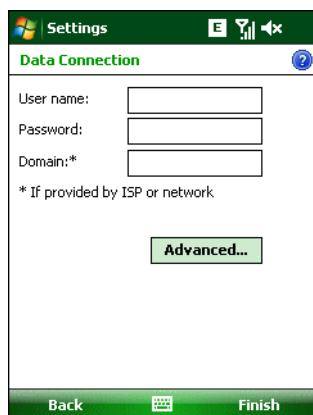 Settings E
Data Connection ?
User name:
Password:
Domain:*
* If provided by ISP or network
Advanced...
Back Finish